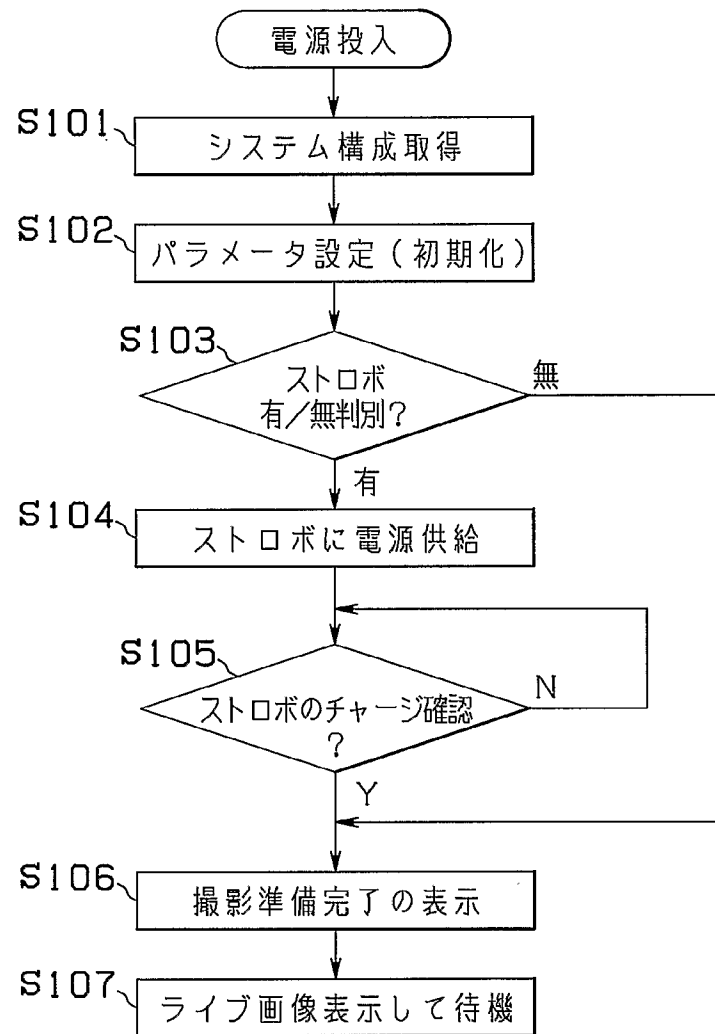 電源投入
S101
システム構成取得
S102
パラメータ設定(初期化)
S103
ストロボ
有/無判別?
無
有
S104
ストロボに電源供給
S105
ストロボのチャージ確認
?
N
Y
S106
撮影準備完了の表示
S107
ライブ画像表示して待機